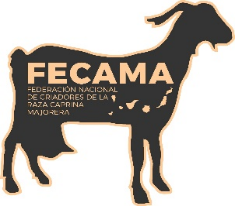 FECAMA
FEDERACIÓN NACIONAL
DE CRIADORES DE LA
RAZA CAPRINA
MAJORERA